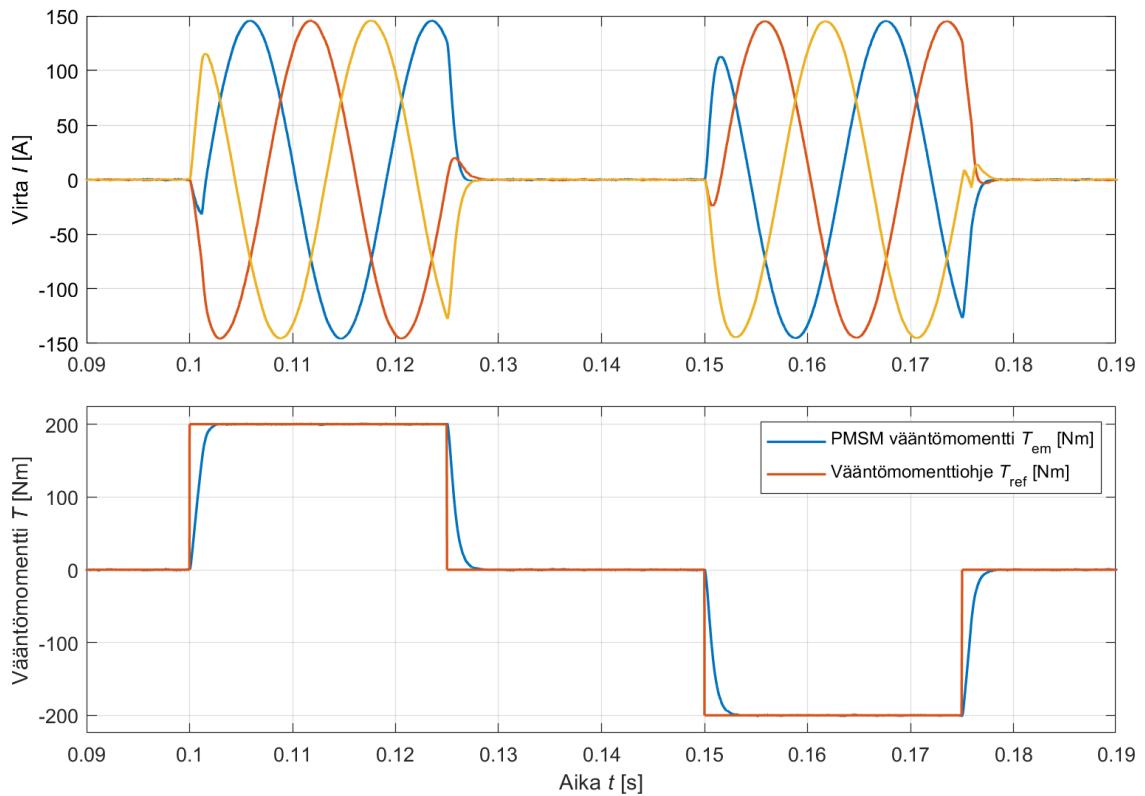 150
100
50
0
-50
-100
-150
Virta I [A]
0.09 0.1 0.11 0.12 0.13 0.14 0.15 0.16 0.17 0.18 0.19
200
100
0
-100
-200
Vääntömomentti T [Nm]
PMSM vääntömomentti Tem [Nm]
Vääntömomenttiohje Tref [Nm]
0.09 0.1 0.11 0.12 0.13 0.14 0.15 0.16 0.17 0.18 0.19
Aika t [s]